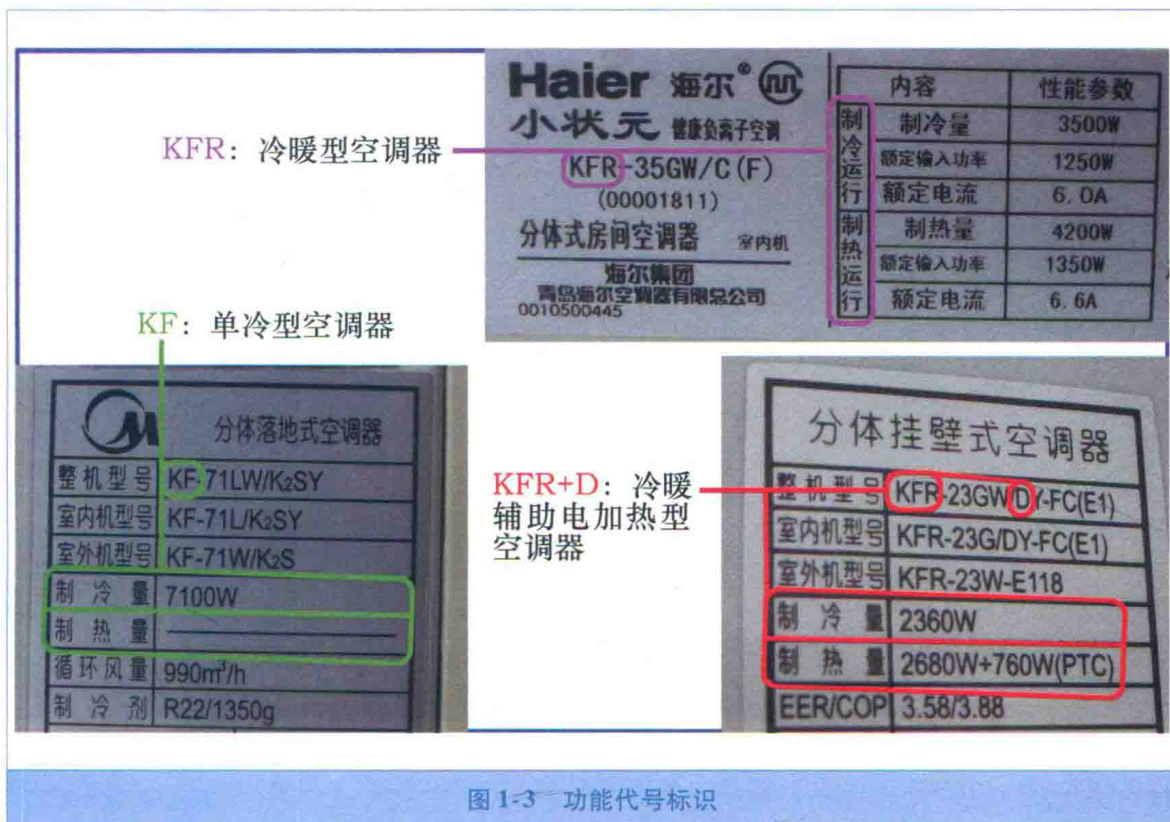 Haier 海尔®
小状元 健康负离子空调
KFR-35GW/C(F)
(00001811)
分体式房间空调器 室内机
海尔集团
青岛海尔空调器有限总公司
0010500445
内容 性能参数
制冷运行
制冷量 3500W
额定输入功率 1250W
额定电流 6.0A
制热运行
制热量 4200W
额定输入功率 1350W
额定电流 6.6A
KFR：冷暖型空调器
KF：单冷型空调器
分体落地式空调器
整机型号 KF-71LW/K2SY
室内机型号 KF-71L/K2SY
室外机型号 KF-71W/K2S
制冷量 7100W
制热量 ————
循环风量 990m³/h
制冷剂 R22/1350g
KFR+D：冷暖
辅助电加热型
空调器
分体挂壁式空调器
整机型号 KFR-23GW/DY-FC(E1)
室内机型号 KFR-23G/DY-FC(E1)
室外机型号 KFR-23W-E118
制冷量 2360W
制热量 2680W+760W(PTC)
EER/COP 3.58/3.88
图 1-3 功能代号标识